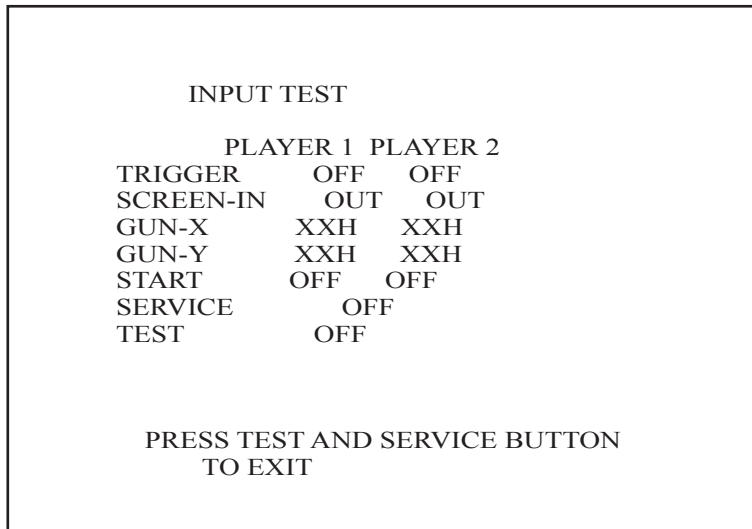 INPUT TEST
PLAYER 1 PLAYER 2
TRIGGER OFF OFF
SCREEN-IN OUT OUT
GUN-X XXH XXH
GUN-Y XXH XXH
START OFF OFF
SERVICE OFF
TEST OFF
PRESS TEST AND SERVICE BUTTON
TO EXIT